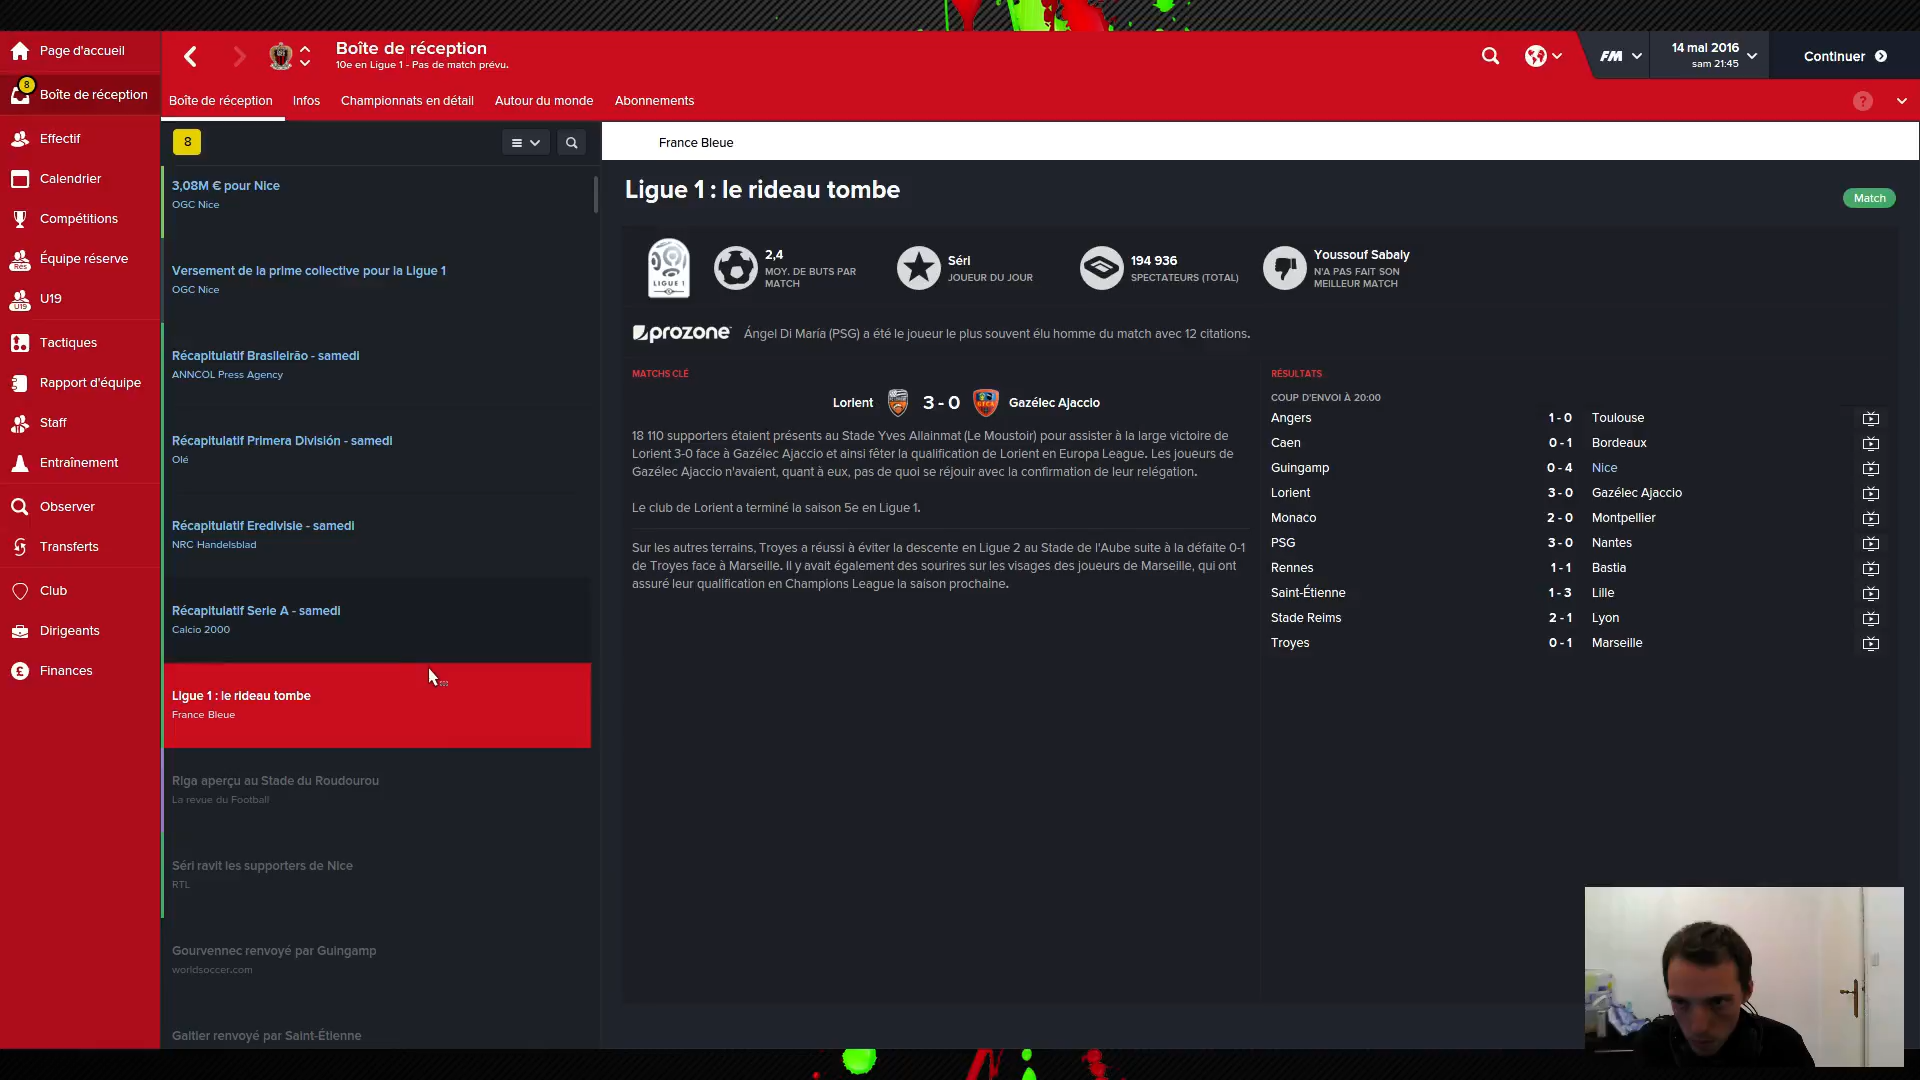 Page d'accueil
8
Boîte de réception
Effectif
Calendrier
Compétitions
Rés
Équipe réserve
U19
U19
Tactiques
Rapport d'équipe
Staff
Entraînement
Observer
Transferts
Club
Dirigeants
Finances
Boîte de réception
10e en Ligue 1 - Pas de match prévu.
FM
14 mai 2016
sam 21:45
Continuer
Boîte de réception
Infos
Championnats en détail
Autour du monde
Abonnements
?
8
3,08M € pour Nice
OGC Nice
Versement de la prime collective pour la Ligue 1
OGC Nice
Récapitulatif Brasileirão - samedi
ANNCOL Press Agency
Récapitulatif Primera División - samedi
Olé
Récapitulatif Eredivisie - samedi
NRC Handelsblad
Récapitulatif Serie A - samedi
Calcio 2000
Ligue 1 : le rideau tombe
France Bleue
Riga aperçu au Stade du Roudourou
La revue du Football
Séri ravit les supporters de Nice
RTL
Gourvennec renvoyé par Guingamp
worldsoccer.com
Galtier renvoyé par Saint-Étienne
France Bleue
Ligue 1 : le rideau tombe
Match
LIGUE 1
2,4
MOY. DE BUTS PAR
MATCH
Séri
JOUEUR DU JOUR
194 936
SPECTATEURS (TOTAL)
Youssouf Sabaly
N'A PAS FAIT SON
MEILLEUR MATCH
prozone
Ángel Di María (PSG) a été le joueur le plus souvent élu homme du match avec 12 citations.
MATCHS CLÉ
Lorient 3 - 0 Gazélec Ajaccio
18 110 supporters étaient présents au Stade Yves Allainmat (Le Moustoir) pour assister à la large victoire de
Lorient 3-0 face à Gazélec Ajaccio et ainsi fêter la qualification de Lorient en Europa League. Les joueurs de
Gazélec Ajaccio n'avaient, quant à eux, pas de quoi se réjouir avec la confirmation de leur relégation.
Le club de Lorient a terminé la saison 5e en Ligue 1.
Sur les autres terrains, Troyes a réussi à éviter la descente en Ligue 2 au Stade de l'Aube suite à la défaite 0-1
de Troyes face à Marseille. Il y avait également des sourires sur les visages des joueurs de Marseille, qui ont
assuré leur qualification en Champions League la saison prochaine.
RÉSULTATS
COUP D'ENVOI À 20:00
Angers 1 - 0 Toulouse
Caen 0 - 1 Bordeaux
Guingamp 0 - 4 Nice
Lorient 3 - 0 Gazélec Ajaccio
Monaco 2 - 0 Montpellier
PSG 3 - 0 Nantes
Rennes 1 - 1 Bastia
Saint-Étienne 1 - 3 Lille
Stade Reims 2 - 1 Lyon
Troyes 0 - 1 Marseille